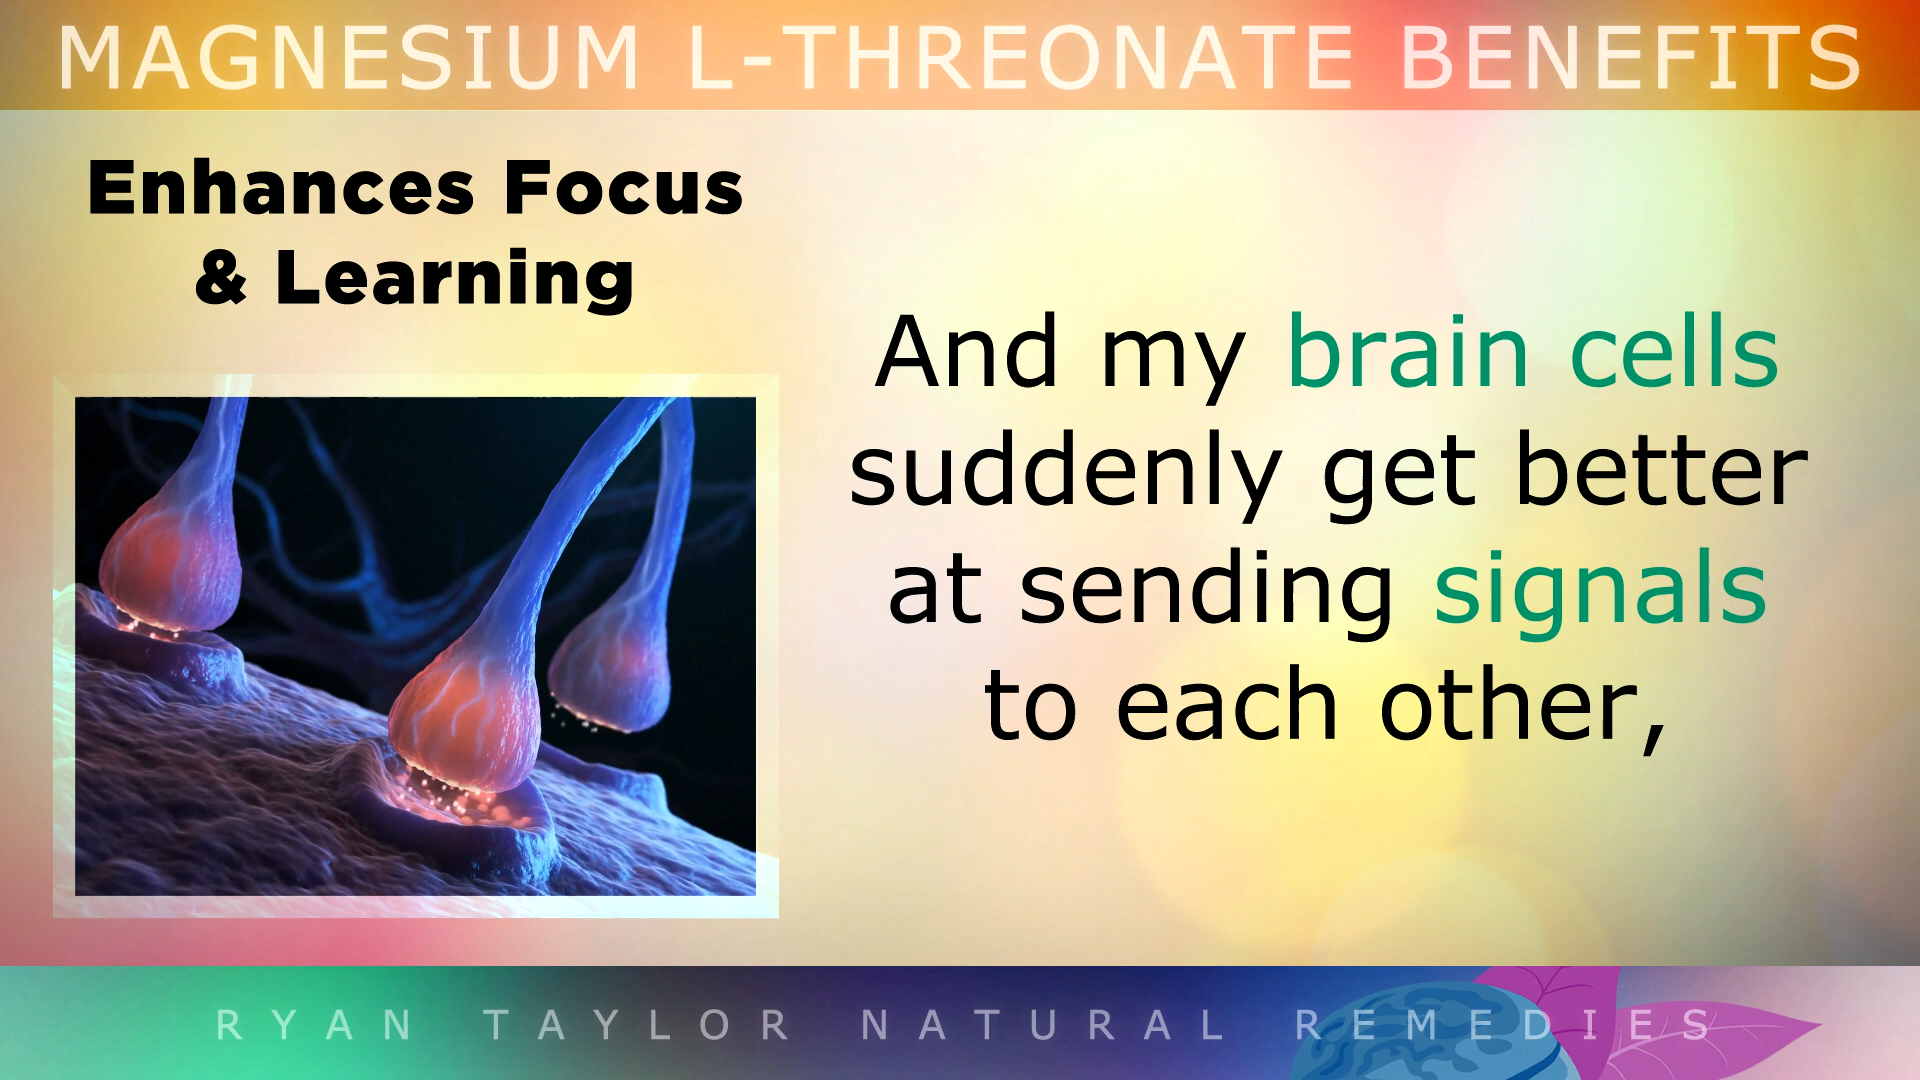 MAGNESIUM L-THREONATE BENEFITS
Enhances Focus
& Learning
And my brain cells
suddenly get better
at sending signals
to each other,
RYAN TAYLOR NATURAL REMEDIES